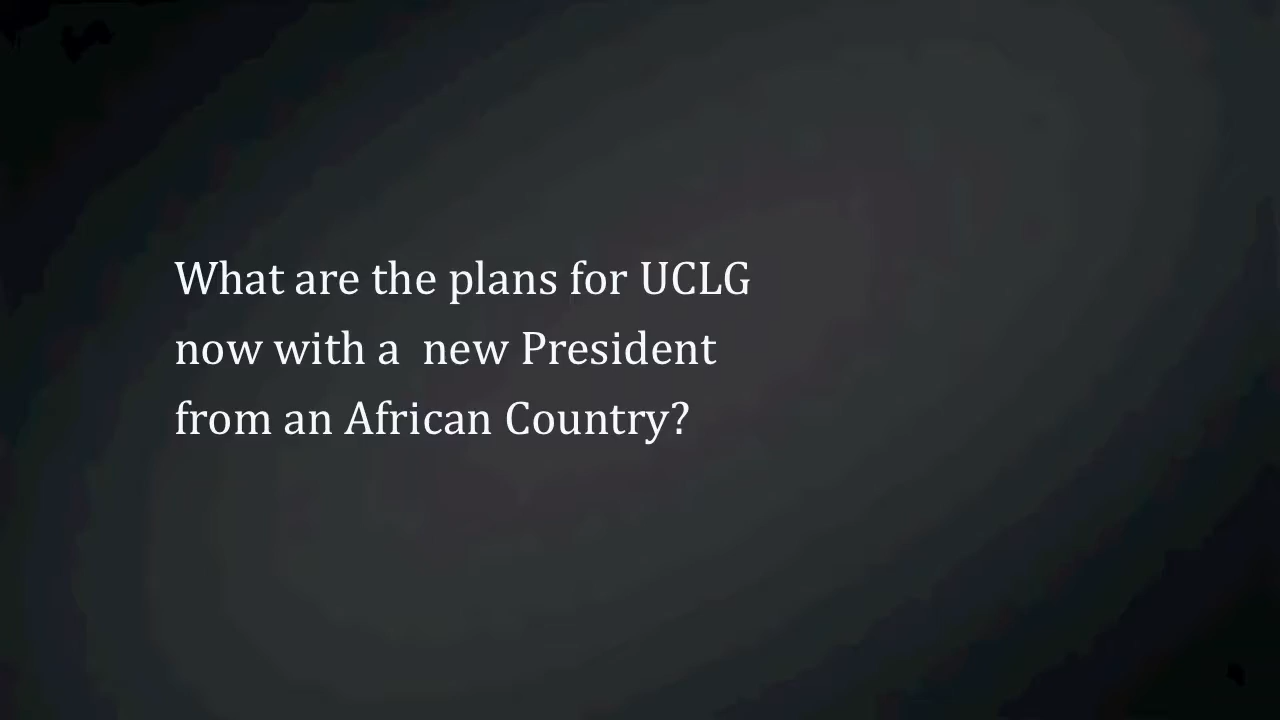 What are the plans for UCLG
now with a  new President
from an African Country?